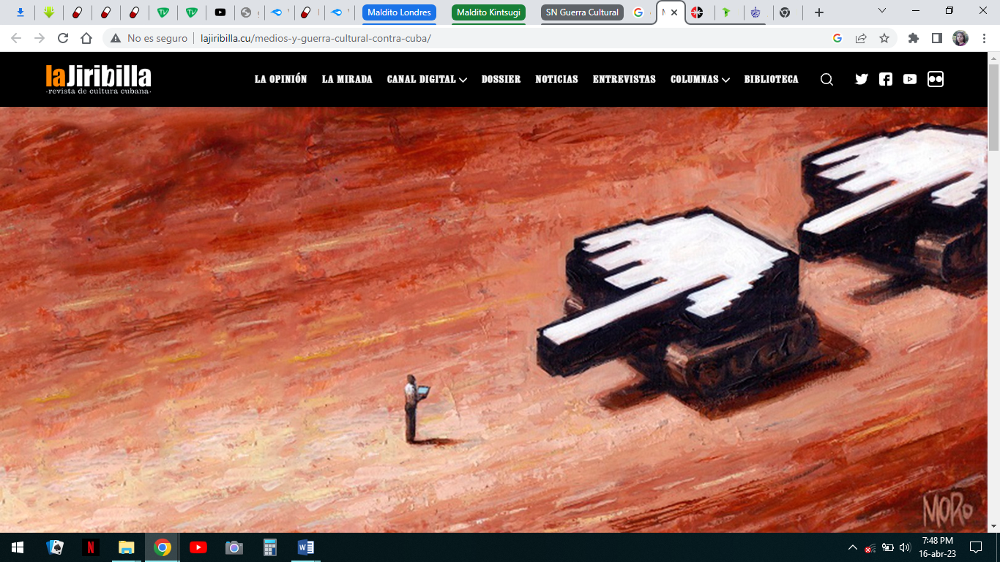 Maldito Londres
Maldito Kintsugi
SN Guerra Cultural
No es seguro
lajiribilla.cu/medios-y-guerra-cultural-contra-cuba/
laJiribilla
-revista de cultura cubana-
LA OPINIÓN
LA MIRADA
CANAL DIGITAL
DOSSIER
NOTICIAS
ENTREVISTAS
COLUMNAS
BIBLIOTECA
MORO
7:48 PM
16-abr-23